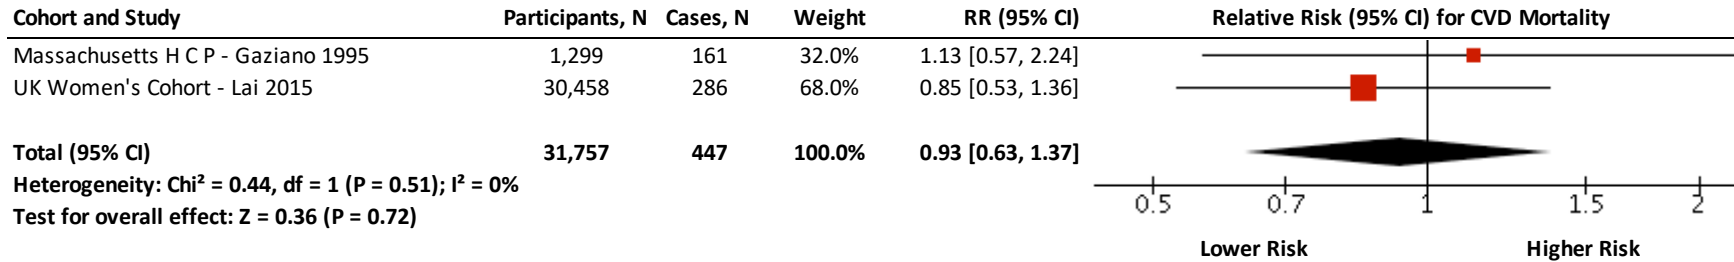 Cohort and Study Participants, N Cases, N Weight RR (95% CI) Relative Risk (95% CI) for CVD Mortality
Massachusetts H C P - Gaziano 1995 1,299 161 32.0% 1.13 [0.57, 2.24]
UK Women's Cohort - Lai 2015 30,458 286 68.0% 0.85 [0.53, 1.36]
Total (95% CI) 31,757 447 100.0% 0.93 [0.63, 1.37]
Heterogeneity: Chi² = 0.44, df = 1 (P = 0.51); I² = 0%
0.5 0.7 1 1.5 2
Test for overall effect: Z = 0.36 (P = 0.72)
Lower Risk Higher Risk